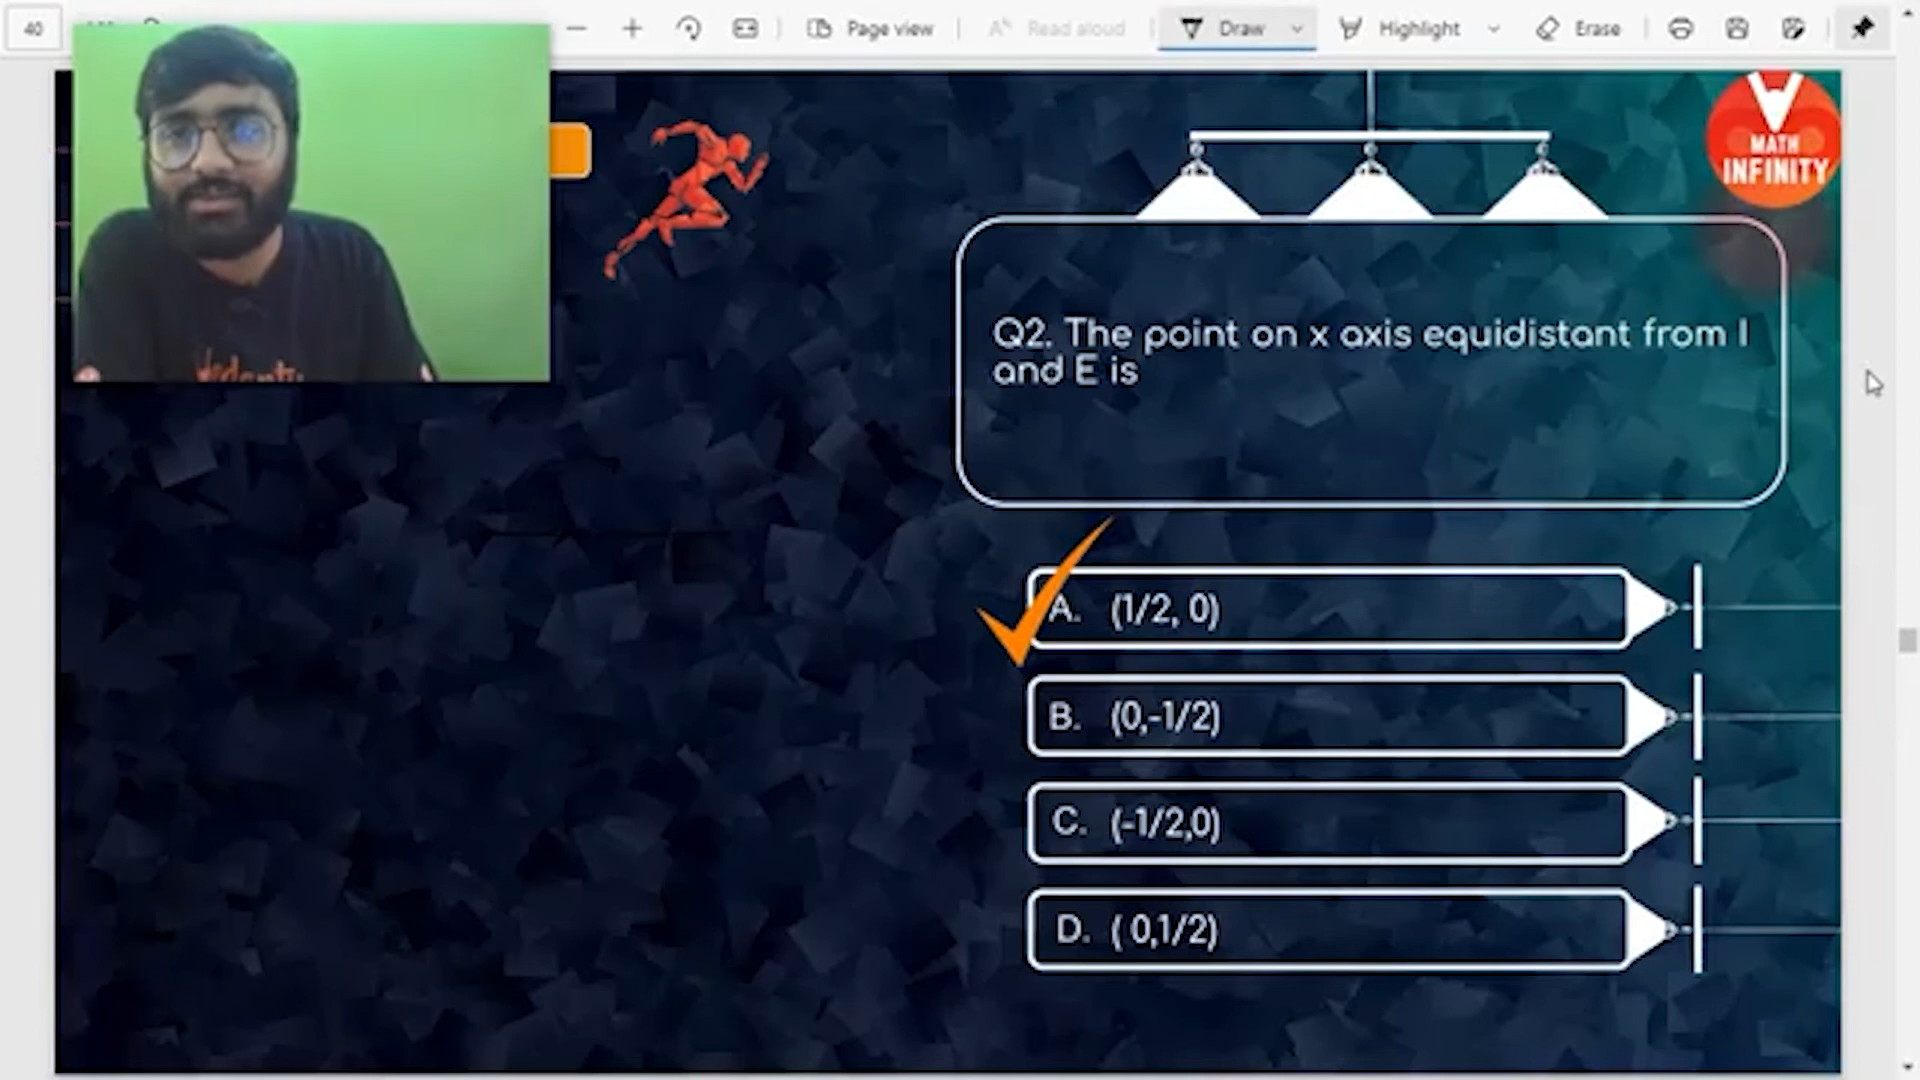 40
Page view
Read aloud
Draw
Highlight
Erase
MATH
INFINITY
Q2. The point on x axis equidistant from I
and E is
A. (1/2, 0)
B. (0,-1/2)
C. (-1/2,0)
D. ( 0,1/2)